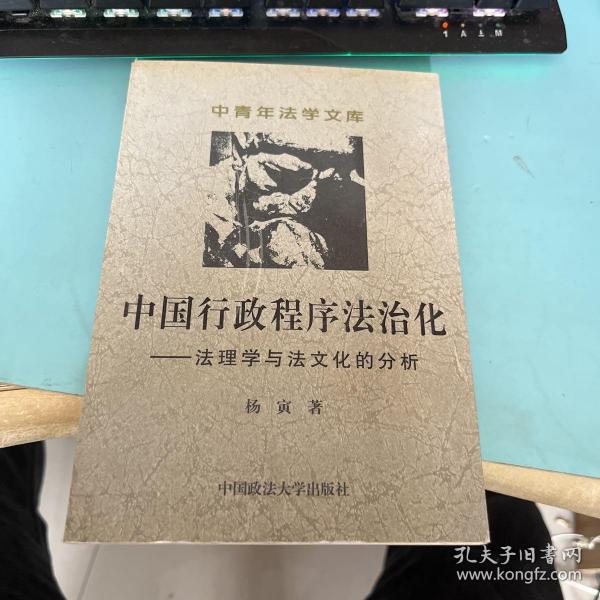 1 A ⤓ M
中青年法学文库
中国行政程序法治化
——法理学与法文化的分析
杨 寅 著
中国政法大学出版社
孔夫子旧书网
www.kongfz.com